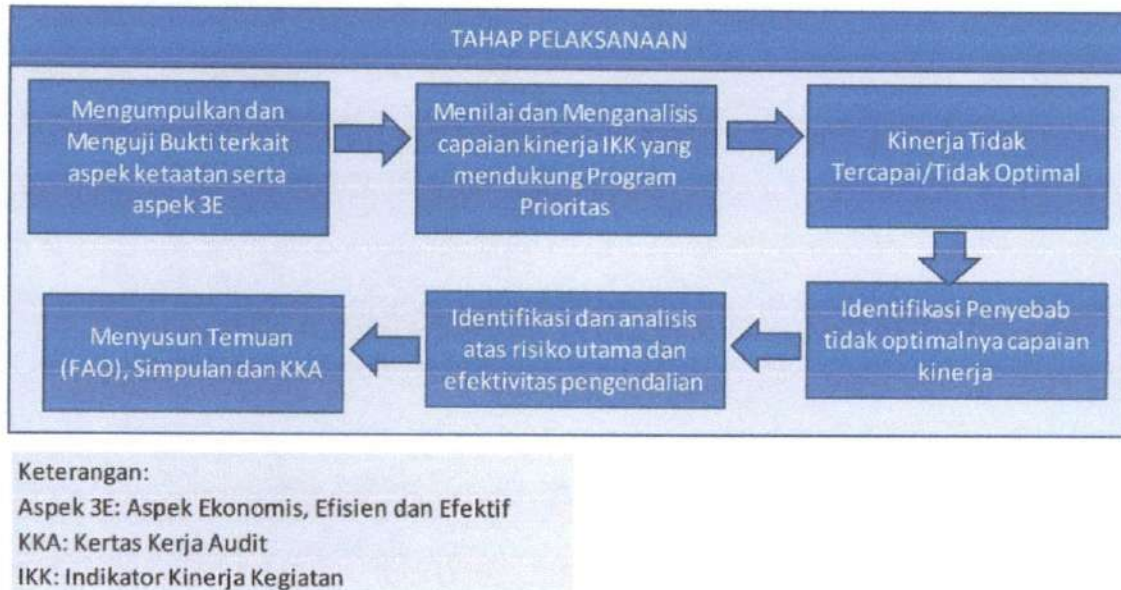 TAHAP PELAKSANAAN
Mengumpulkan dan
Menguji Bukti terkait
aspek ketaatan serta
aspek 3E
Menilai dan Menganalisis
capaian kinerja IKK yang
mendukung Program
Prioritas
Kinerja Tidak
Tercapai/Tidak Optimal
Identifikasi Penyebab
tidak optimalnya capaian
kinerja
Identifikasi dan analisis
atas risiko utama dan
efektivitas pengendalian
Menyusun Temuan
(FAO), Simpulan dan KKA
Keterangan:
Aspek 3E: Aspek Ekonomis, Efisien dan Efektif
KKA: Kertas Kerja Audit
IKK: Indikator Kinerja Kegiatan